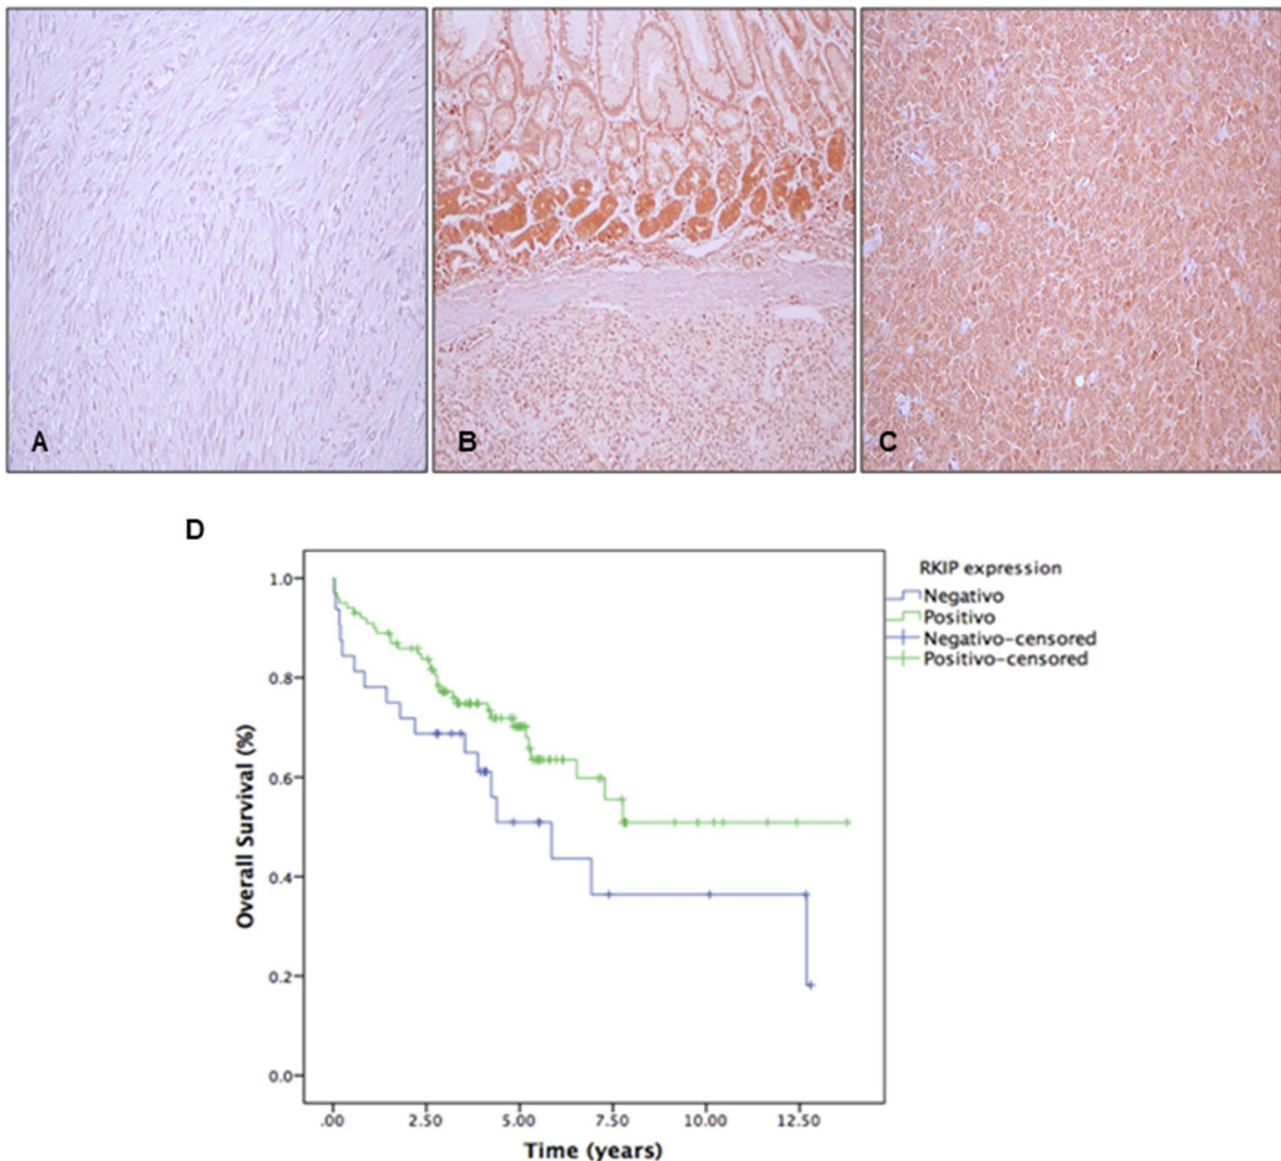 A
B
C
D
RKIP expression
Negativo
Positivo
Negativo-censored
Positivo-censored
Overall Survival (%)
1.0
0.8
0.6
0.4
0.2
0.0
.00 2.50 5.00 7.50 10.00 12.50
Time (years)